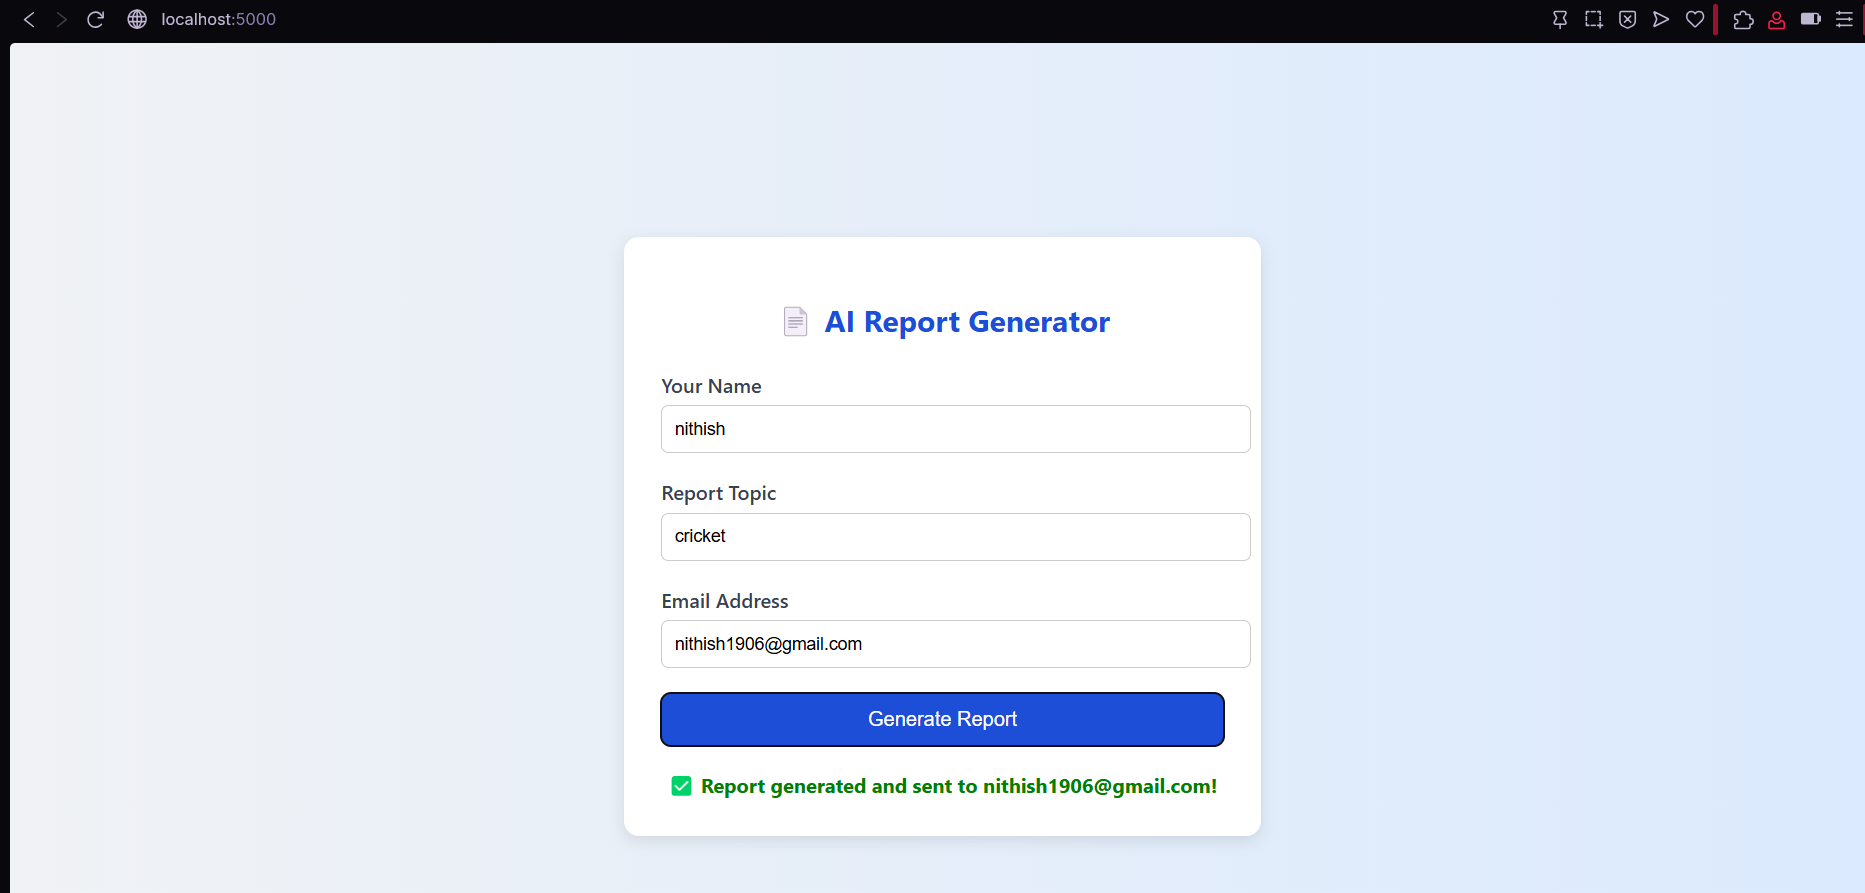 localhost:5000
AI Report Generator
Your Name
nithish
Report Topic
cricket
Email Address
nithish1906@gmail.com
Generate Report
Report generated and sent to nithish1906@gmail.com!